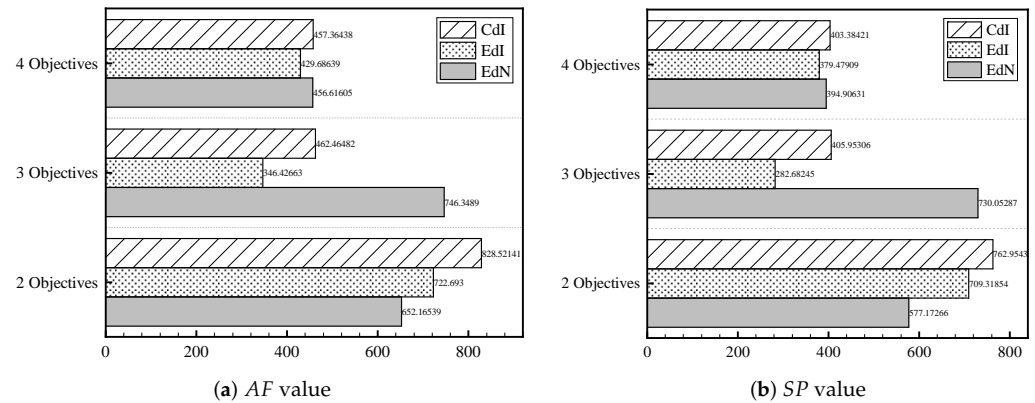 4 Objectives
3 Objectives
2 Objectives
457.36438
429.68639
456.61605
462.46482
346.42663
746.3489
828.52141
722.693
652.16539
CdI
EdI
EdN
0 200 400 600 800
(a) AF value
4 Objectives
3 Objectives
2 Objectives
403.38421
379.47909
394.90631
405.95306
282.68245
730.05287
762.9543
709.31854
577.17266
CdI
EdI
EdN
0 200 400 600 800
(b) SP value